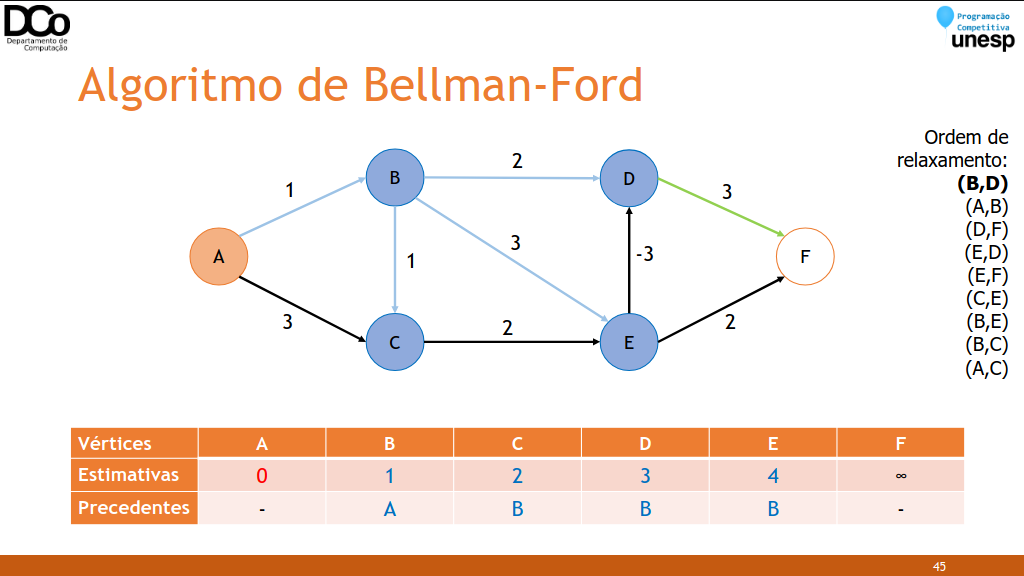 DCo
Departamento de
Computação
Programação
Competitiva
unesp
Algoritmo de Bellman-Ford
Ordem de
relaxamento:
(B,D)
(A,B)
(D,F)
(E,D)
(E,F)
(C,E)
(B,E)
(B,C)
(A,C)
1
B
2
D
3
A
1
3
-3
F
3
C
2
E
2
Vértices A B C D E F
Estimativas 0 1 2 3 4 ∞
Precedentes - A B B B -
45